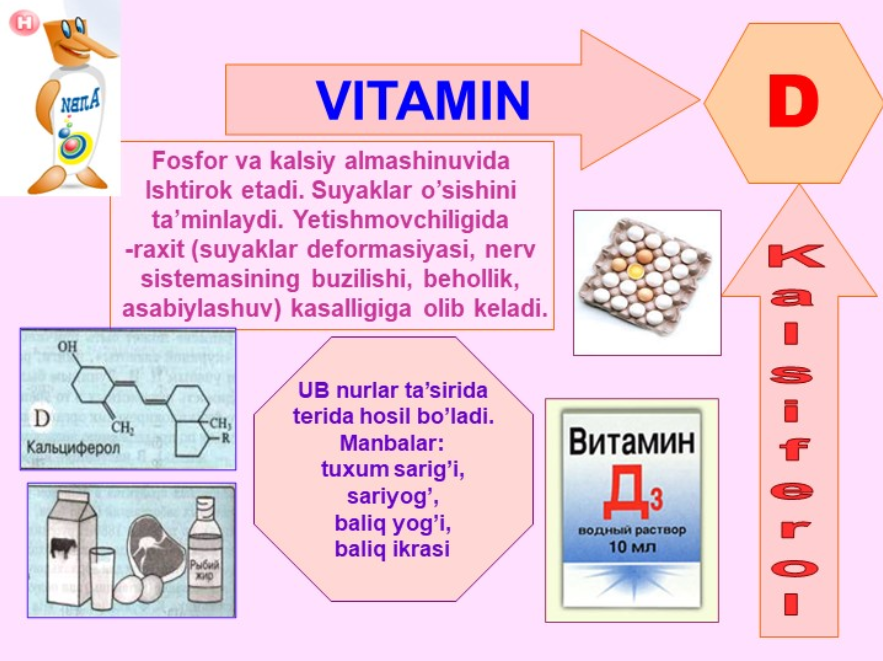 H
ЛИПА
VITAMIN
D
Fosfor va kalsiy almashinuvida
Ishtirok etadi. Suyaklar o’sishini
ta’minlaydi. Yetishmovchiligida
-raxit (suyaklar deformasiyasi, nerv
sistemasining buzilishi, behollik,
asabiylashuv) kasalligiga olib keladi.
Kalsiferol
OH
D
CH₂
CH₃
R
Кальциферол
UB nurlar ta’sirida
terida hosil bo’ladi.
Manbalar:
tuxum sarig’i,
sariyog’,
baliq yog’i,
baliq ikrasi
Витамин
Д₃
водный раствор
10 мл
Рыбий
жир